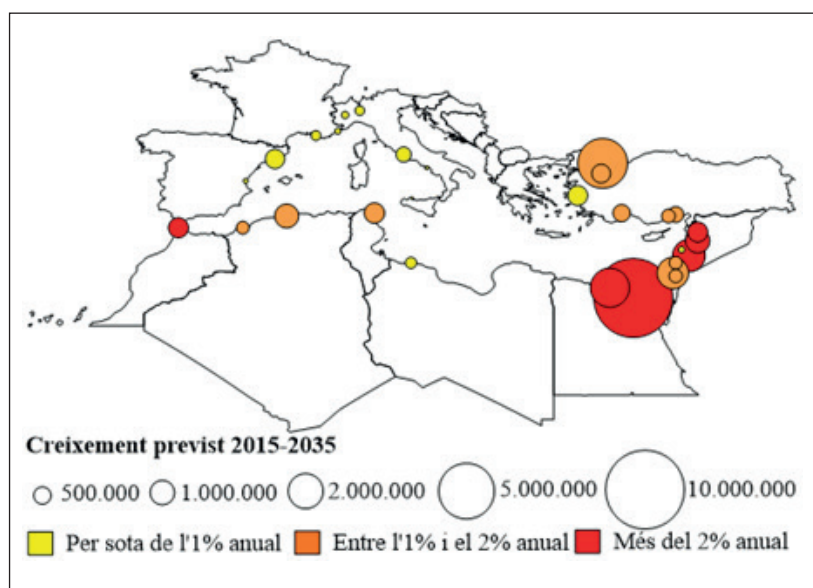 Creixement previst 2015-2035
500.000 1.000.000 2.000.000 5.000.000 10.000.000
Per sota de l'1% anual Entre l'1% i el 2% anual Més del 2% anual